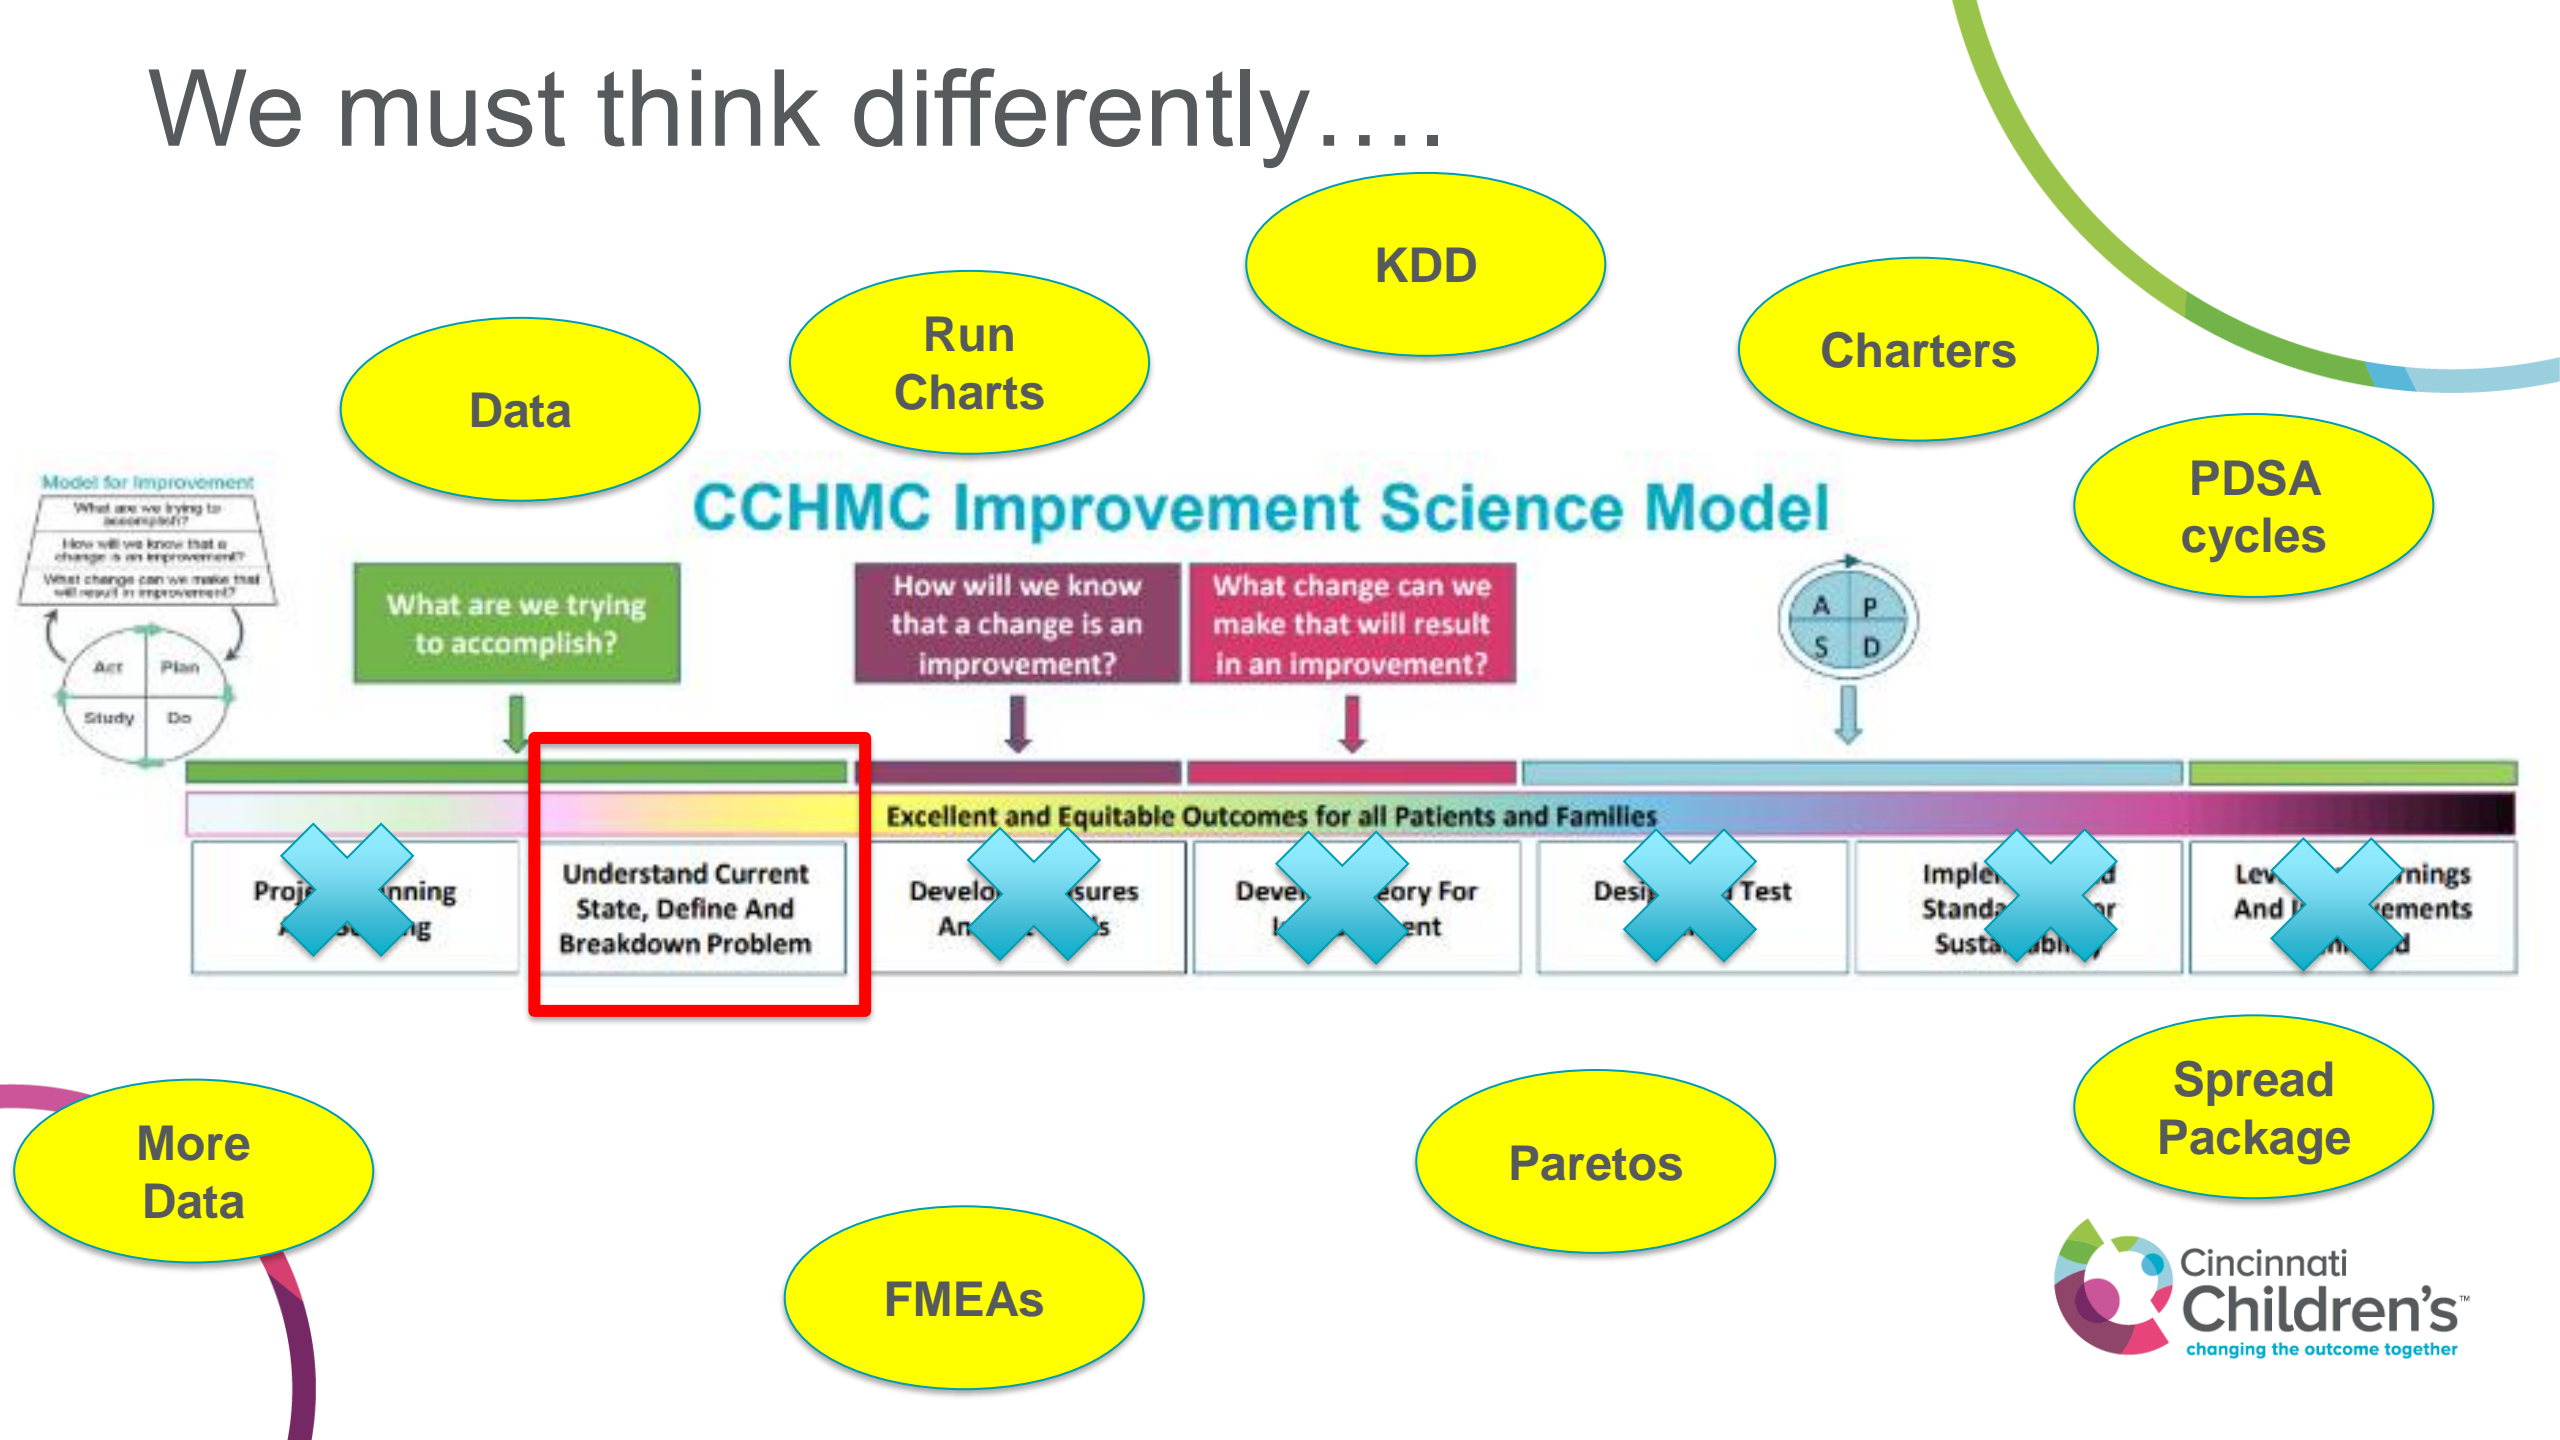 We must think differently....
KDD
Run
Charts
Charters
Data
PDSA
cycles
Model for Improvement
What are we trying to
accomplish?
How will we know that a
change is an improvement?
What change can we make that
will result in improvement?
Act
Plan
Study
Do
CCHMC Improvement Science Model
What are we trying
to accomplish?
How will we know
that a change is an
improvement?
What change can we
make that will result
in an improvement?
A P
S D
Excellent and Equitable Outcomes for all Patients and Families
Understand Current
State, Define And
Breakdown Problem
For
Test
And
More
Data
FMEAs
Paretos
Spread
Package
Cincinnati
Children's™
changing the outcome together